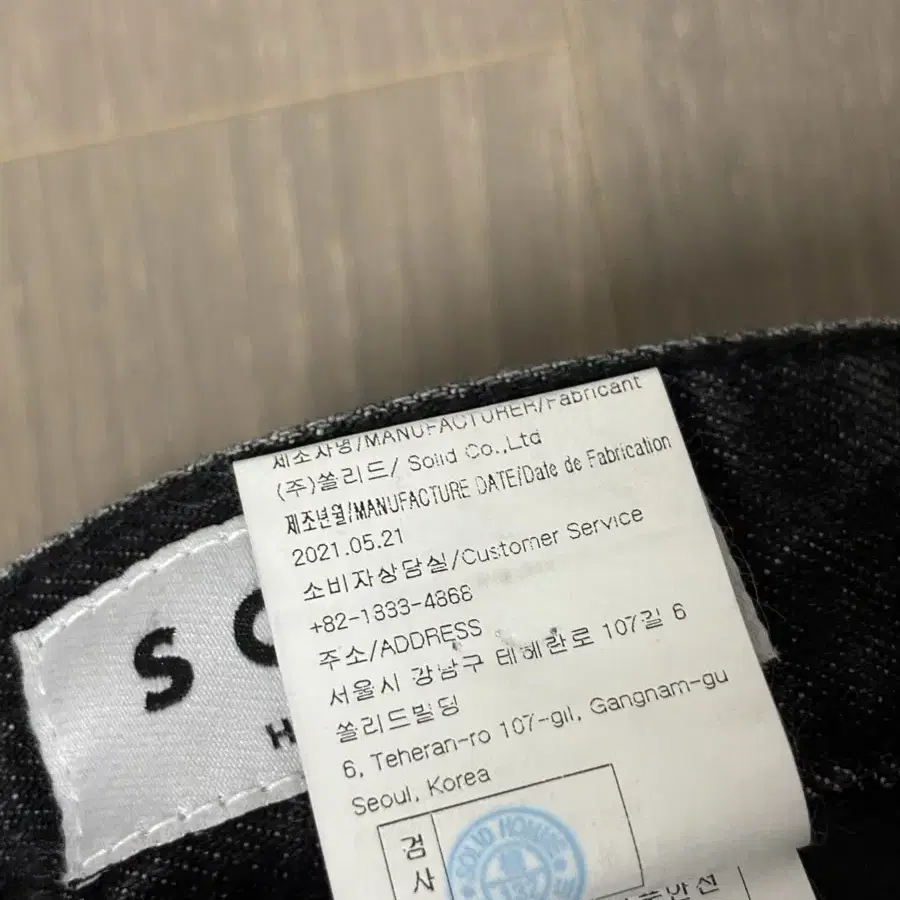 제조자명/MANUFACTURER/Fabricant
(주)쏠리드/ Solid Co.,Ltd
제조년월/MANUFACTURE DATE/Date de Fabrication
2021.05.21
소비자상담실/Customer Service
+82-1333-4868
주소/ADDRESS
서울시 강남구 테헤란로 107길 6
쏠리드빌딩
6, Teheran-ro 107-gil, Gangnam-gu
Seoul, Korea
검사
SOLID HOMME
S
H